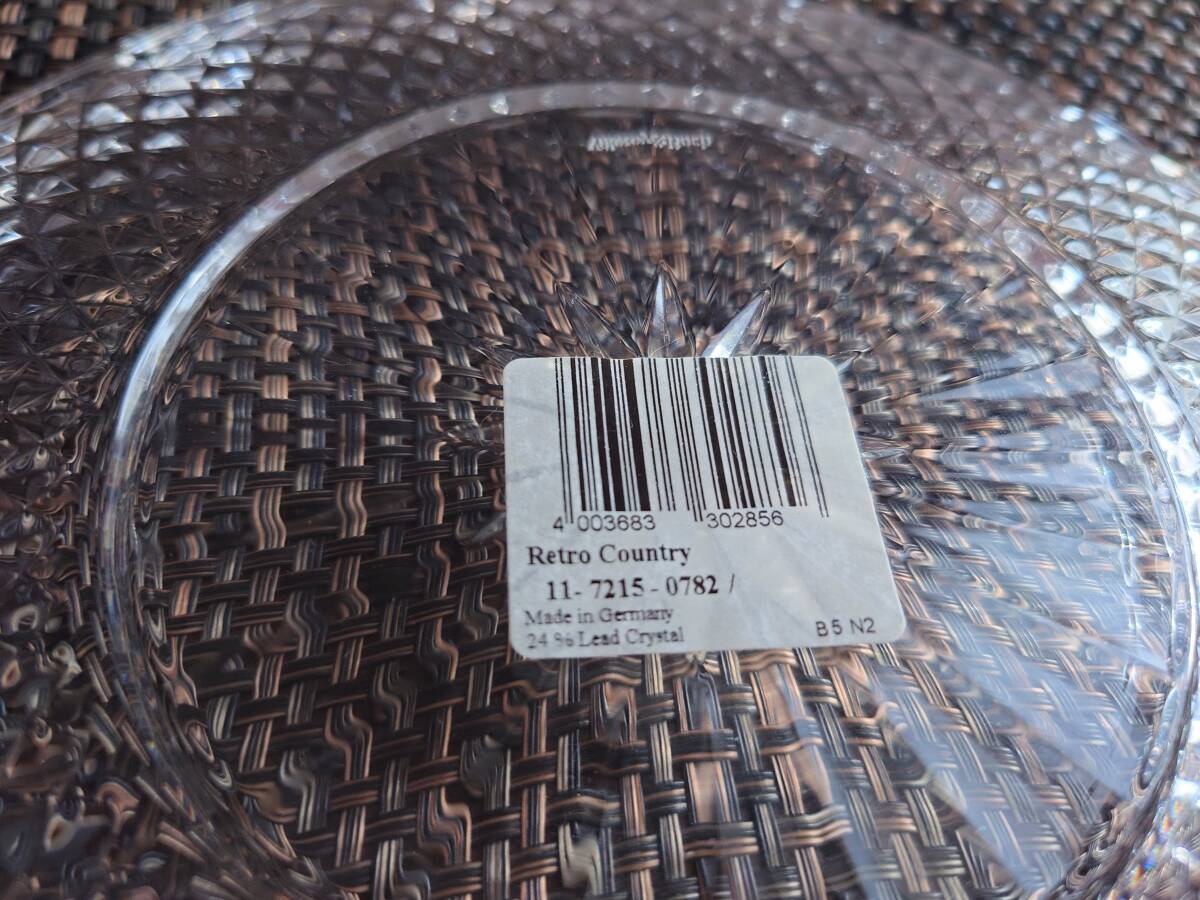 4 003683 302856
Retro Country
11-7215-0782 /
Made in Germany
24 % Lead Crystal
B5 N2